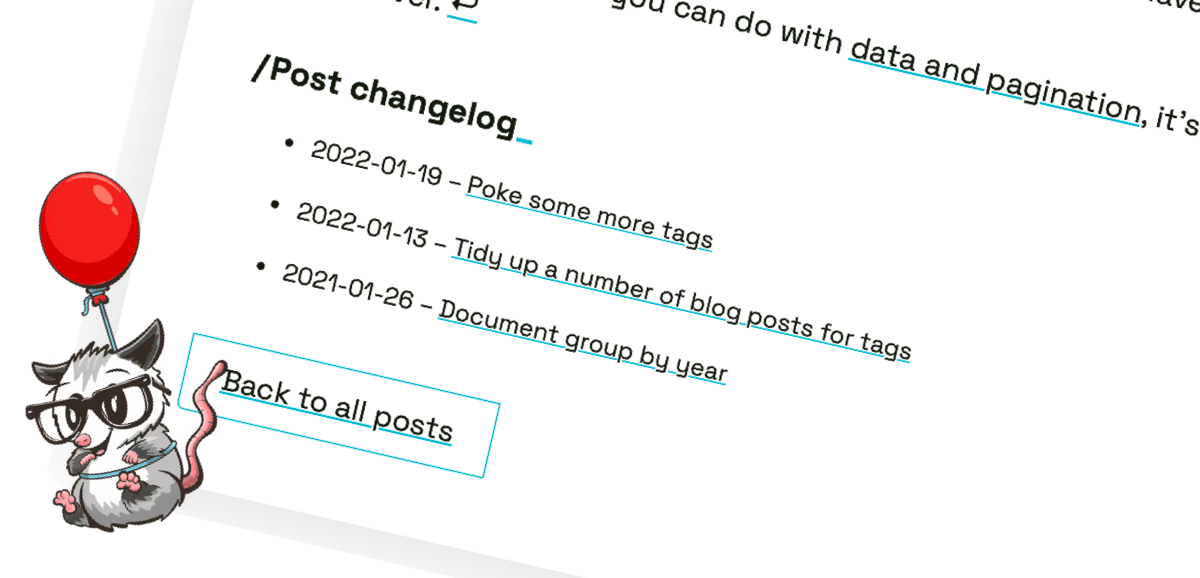 you can do with data and pagination, it's
/Post changelog_
2022-01-19 – Poke some more tags
2022-01-13 – Tidy up a number of blog posts for tags
2021-01-26 – Document group by year
Back to all posts